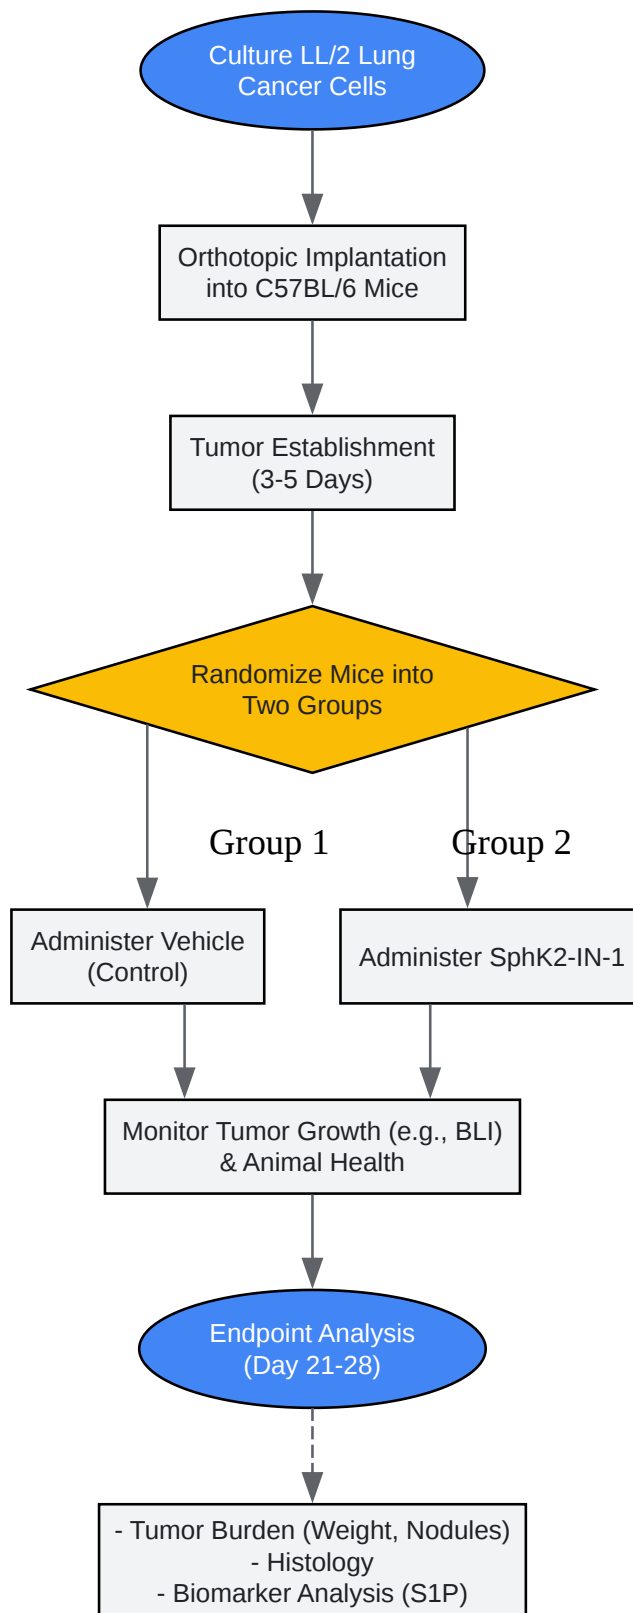 Culture LL/2 Lung
Cancer Cells
Orthotopic Implantation
into C57BL/6 Mice
Tumor Establishment
(3-5 Days)
Randomize Mice into
Two Groups
Group 1
Group 2
Administer Vehicle
(Control)
Administer SphK2-IN-1
Monitor Tumor Growth (e.g., BLI)
& Animal Health
Endpoint Analysis
(Day 21-28)
- Tumor Burden (Weight, Nodules)
- Histology
- Biomarker Analysis (S1P)